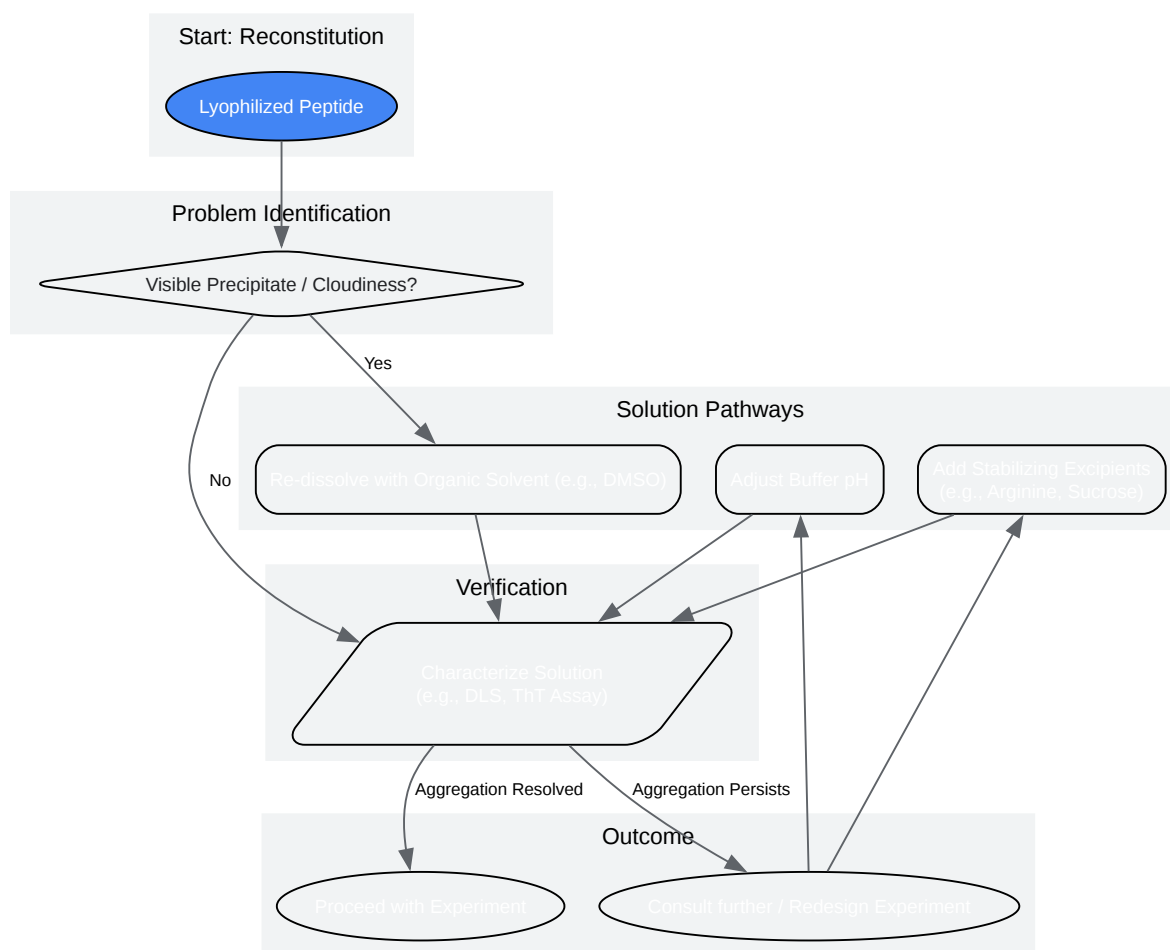 Start: Reconstitution
Lyophilized Peptide
Problem Identification
Visible Precipitate / Cloudiness?
Yes
No
Solution Pathways
Re-dissolve with Organic Solvent (e.g., DMSO)
Adjust Buffer pH
Add Stabilizing Excipients
(e.g., Arginine, Sucrose)
Verification
Characterize Solution
(e.g., DLS, ThT Assay)
Aggregation Resolved
Aggregation Persists
Outcome
Proceed with Experiment
Consult further / Redesign Experiment